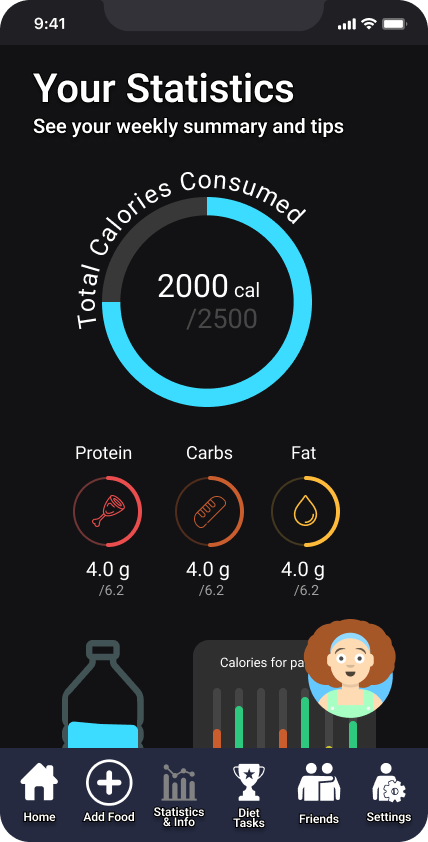 9:41
Your Statistics
See your weekly summary and tips
Total Calories Consumed
2000 cal
/2500
Protein Carbs Fat
4.0 g 4.0 g 4.0 g
/6.2 /6.2 /6.2
Calories for pa
Home Add Food Statistics & Info Diet Tasks Friends Settings